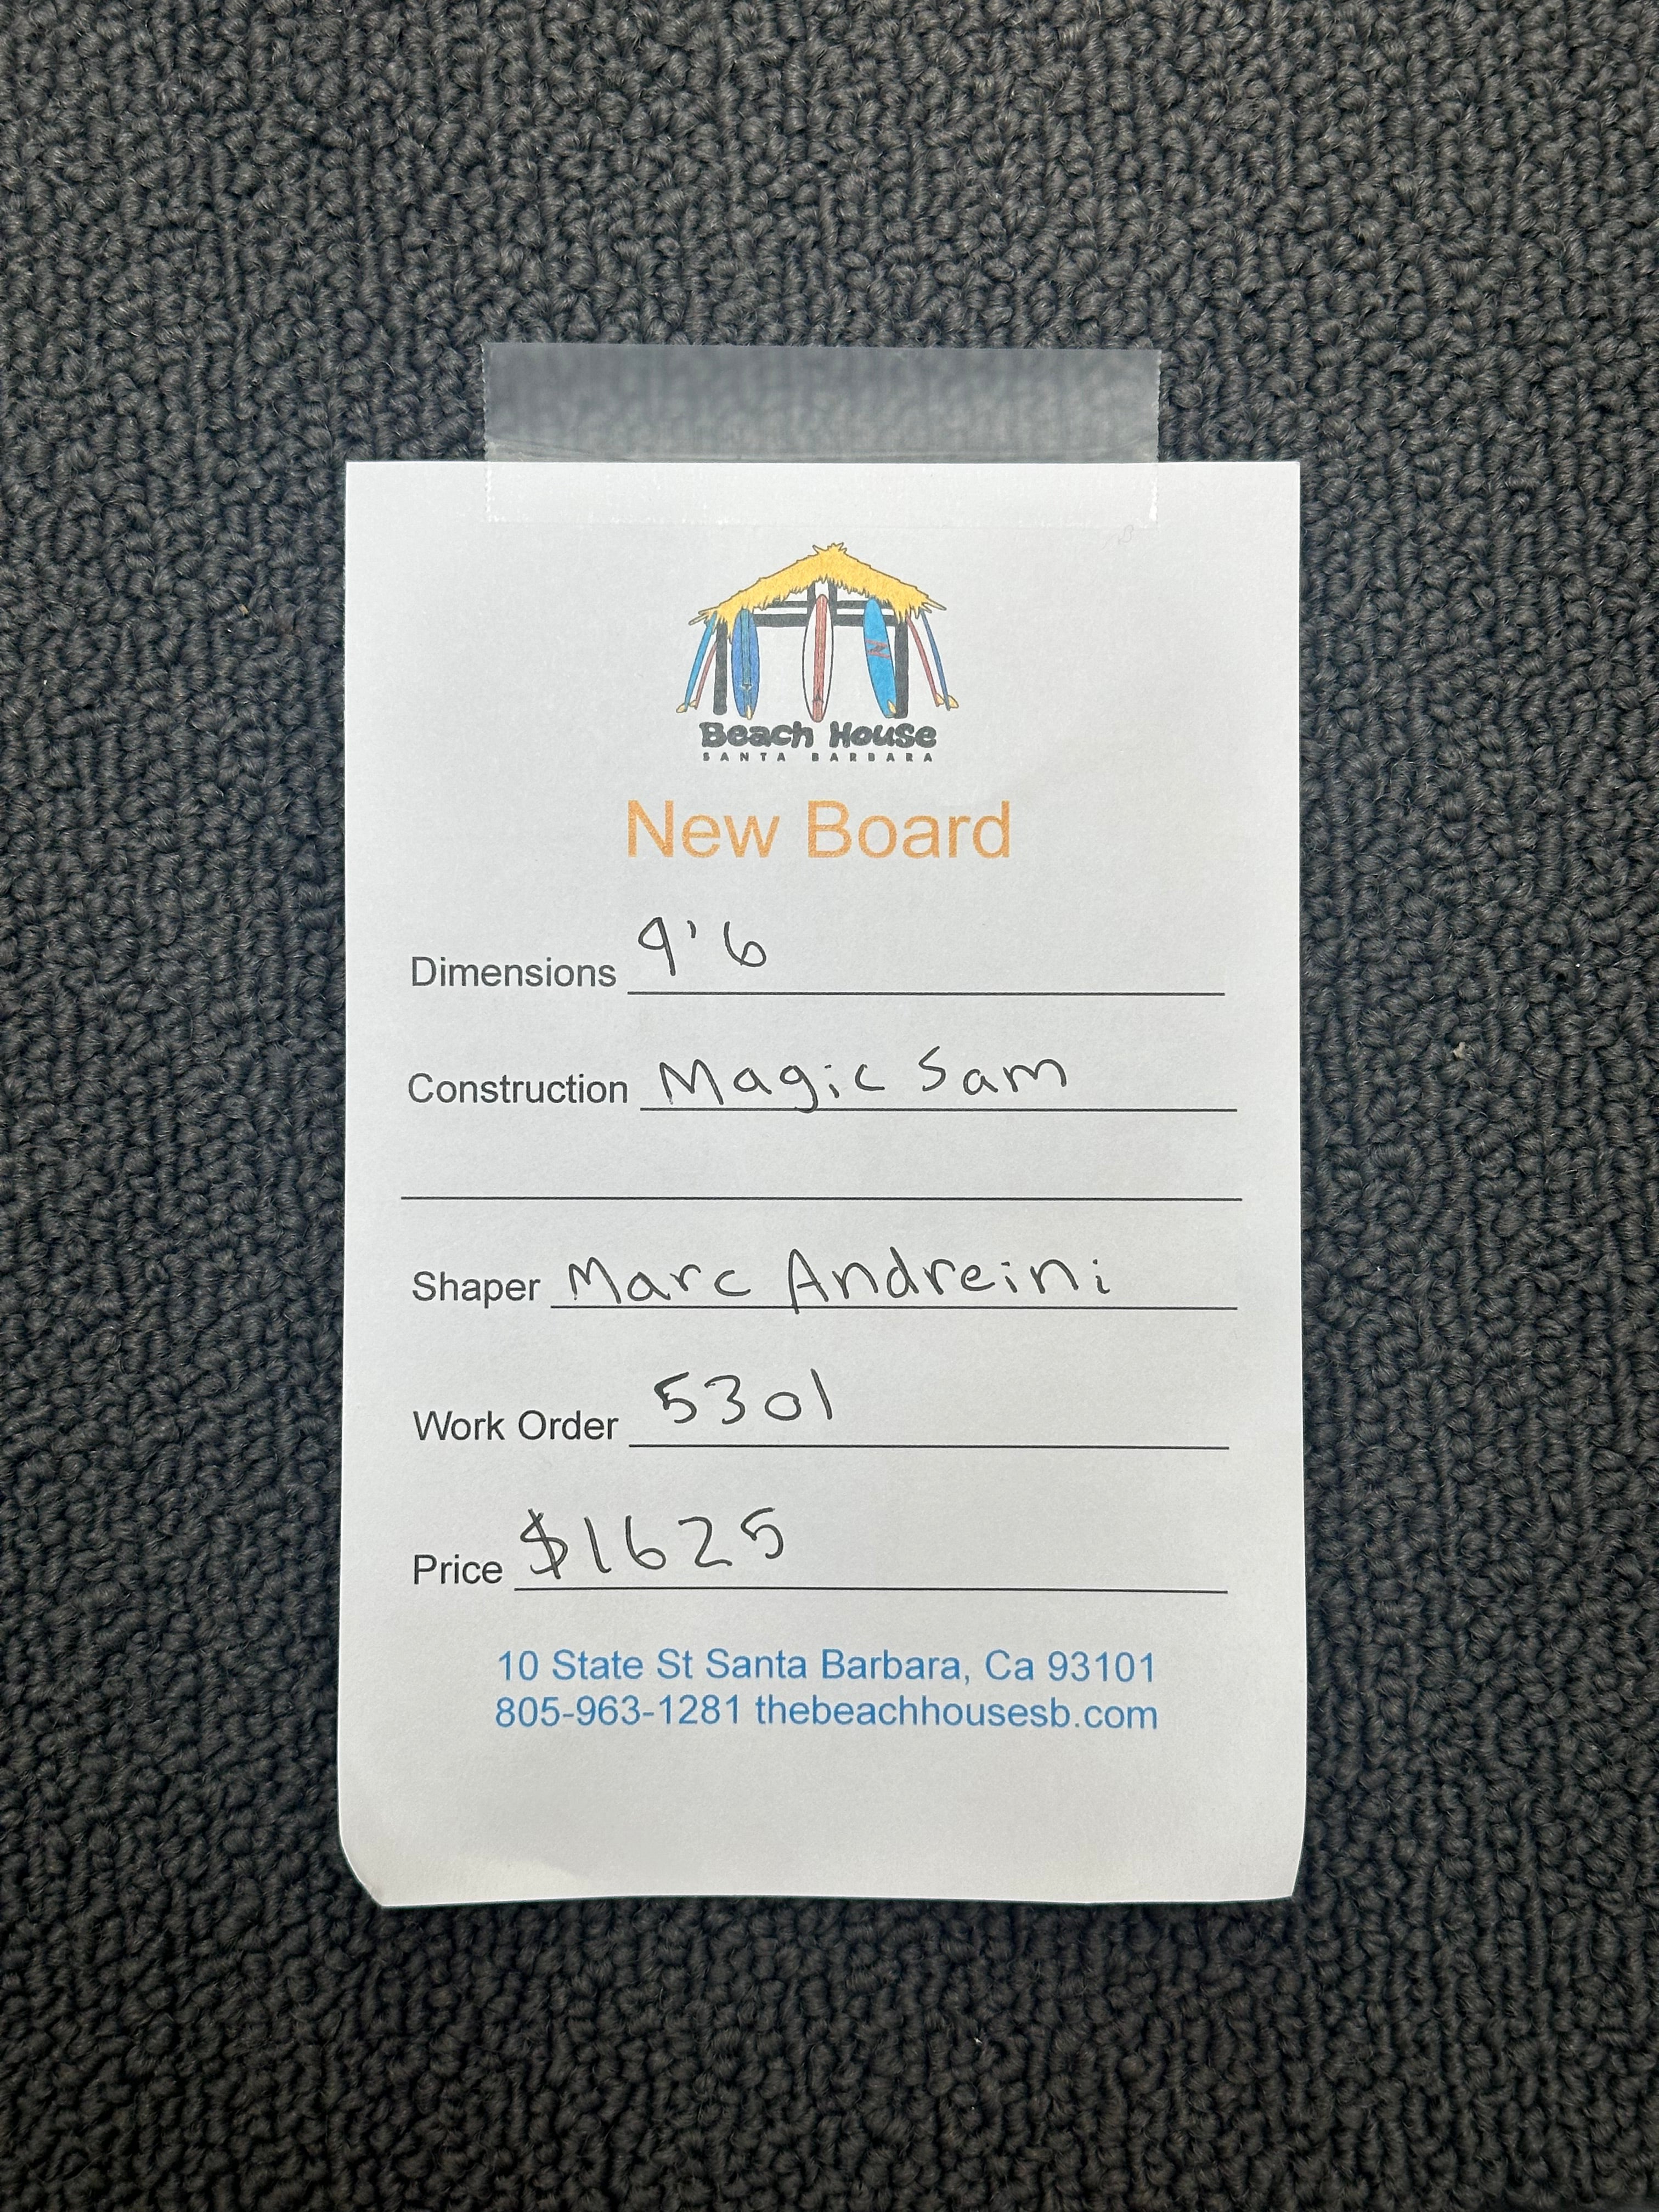 Beach House
SANTA BARBARA
New Board
Dimensions 9'6
Construction Magic Sam
Shaper Marc Andreini
Work Order 5301
Price $1625
10 State St Santa Barbara, Ca 93101
805-963-1281 thebeachhousesb.com